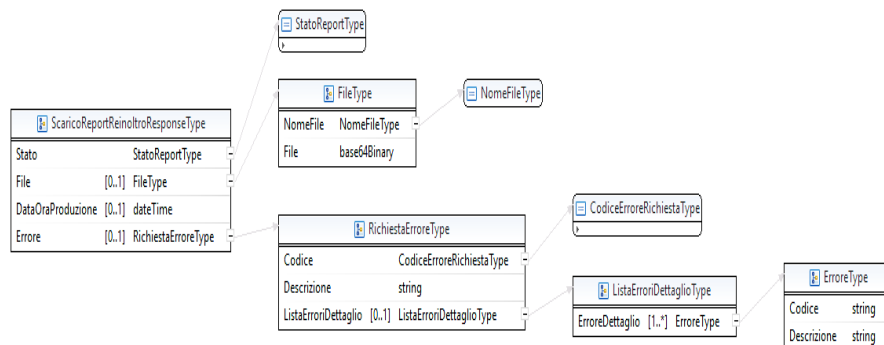 StatoReportType
FileType
NomeFile NomeFileType
File base64Binary
NomeFileType
ScaricoReportReinoltroResponseType
Stato StatoReportType
File [0..1] FileType
DataOraProduzione [0..1] dateTime
Errore [0..1] RichiestaErroreType
RichiestaErroreType
Codice CodiceErroreRichiestaType
Descrizione string
ListaErroriDettaglio [0..1] ListaErroriDettaglioType
CodiceErroreRichiestaType
ListaErroriDettaglioType
ErroreDettaglio [1..*] ErroreType
ErroreType
Codice string
Descrizione string